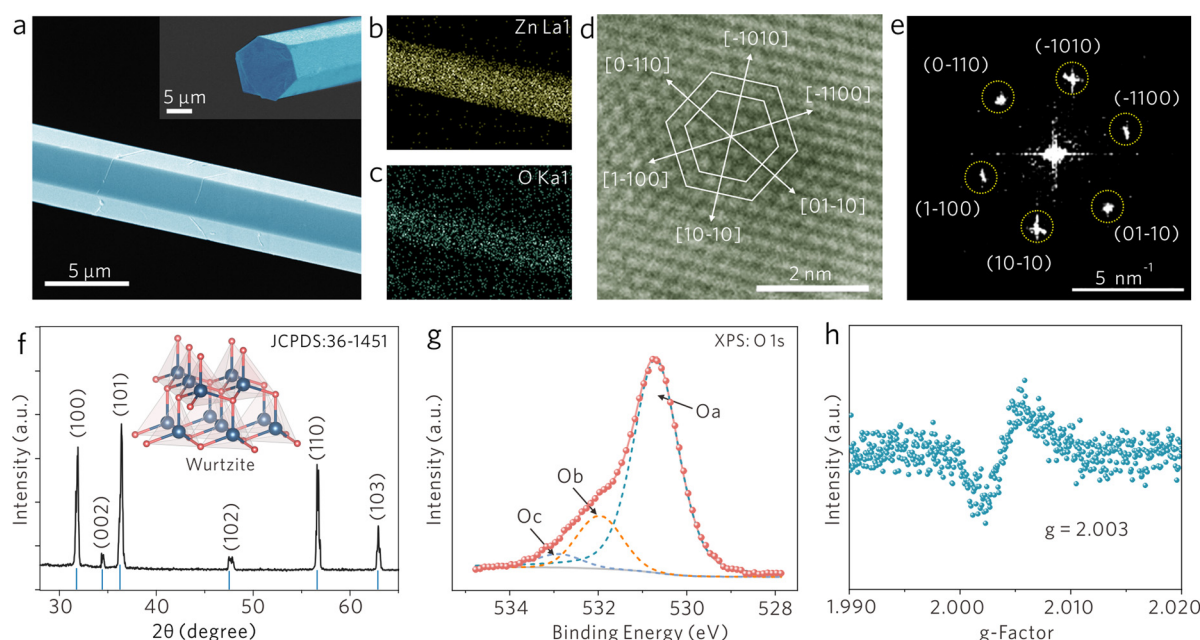 a
5 μm
5 μm
b
Zn La1
c
O Ka1
d
[-1010]
[0-110]
[-1100]
[1-100]
[01-10]
[10-10]
2 nm
e
(-1010)
(0-110)
(-1100)
(1-100)
(01-10)
(10-10)
5 nm⁻¹
f
JCPDS:36-1451
(100)
(002)
(101)
(102)
(110)
(103)
Wurtzite
Intensity (a.u.)
30
40
50
60
2θ (degree)
g
XPS: O 1s
Oa
Ob
Oc
Intensity (a.u.)
534
532
530
528
Binding Energy (eV)
h
g = 2.003
Intensity (a.u.)
1.990
2.000
2.010
2.020
g-Factor